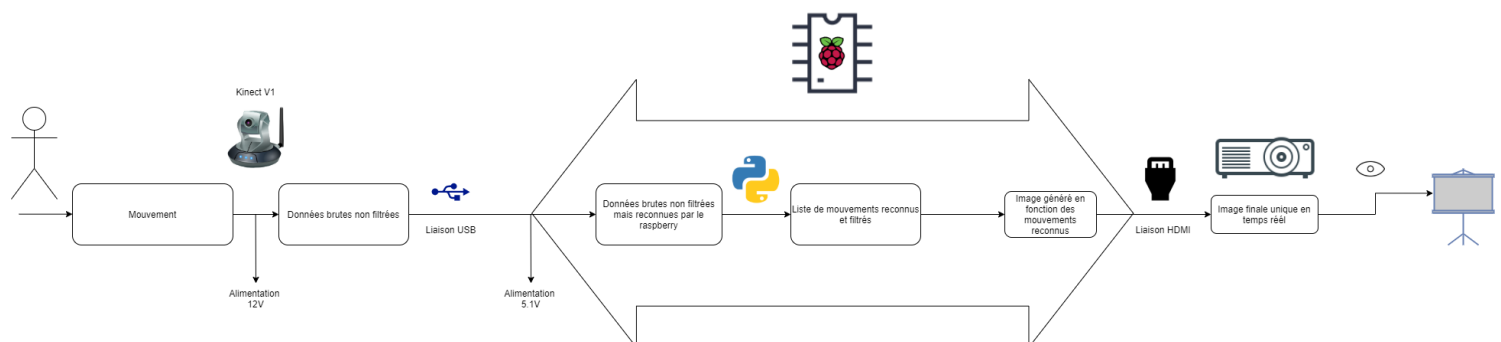 Kinect V1
Mouvement
Alimentation
12V
Données brutes non filtrées
Liaison USB
Alimentation
5.1V
Données brutes non filtrées
mais reconnues par le
raspberry
Liste de mouvements reconnus
et filtrés
Image généré en
fonction des
mouvements
reconnus
Liaison HDMI
Image finale unique en
temps réél